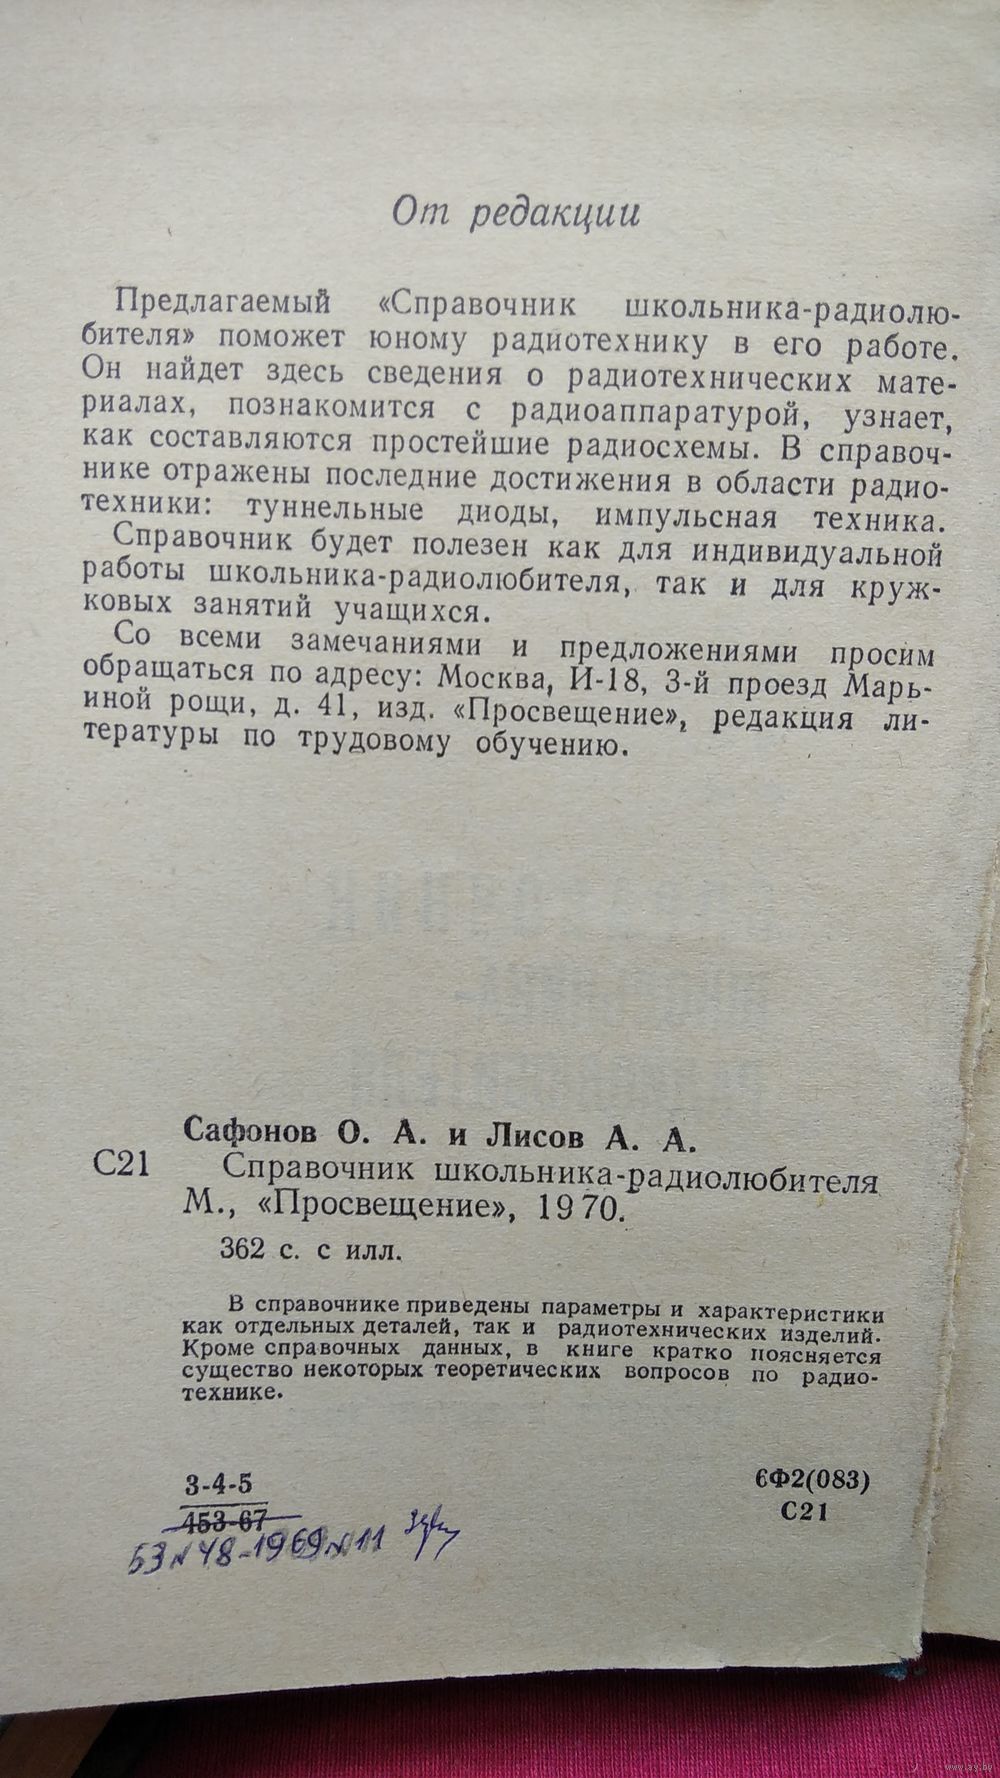 От редакции
Предлагаемый «Справочник школьника-радиолю-
бителя» поможет юному радиотехнику в его работе.
Он найдет здесь сведения о радиотехнических мате-
риалах, познакомится с радиоаппаратурой, узнает,
как составляются простейшие радиосхемы. В справоч-
нике отражены последние достижения в области радио-
техники: туннельные диоды, импульсная техника.
Справочник будет полезен как для индивидуальной
работы школьника-радиолюбителя, так и для круж-
ковых занятий учащихся.
Со всеми замечаниями и предложениями просим
обращаться по адресу: Москва, И-18, 3-й проезд Марь-
иной рощи, д. 41, изд. «Просвещение», редакция ли-
тературы по трудовому обучению.
Сафонов О. А. и Лисов А. А.
С21 Справочник школьника-радиолюбителя
М., «Просвещение», 1970.
362 с. с илл.
В справочнике приведены параметры и характеристики
как отдельных деталей, так и радиотехнических изделий.
Кроме справочных данных, в книге кратко поясняется
существо некоторых теоретических вопросов по радио-
технике.
3-4-5 6Ф2(083)
453-67 С21
БЗ №48-1969 №11
www.ay.by